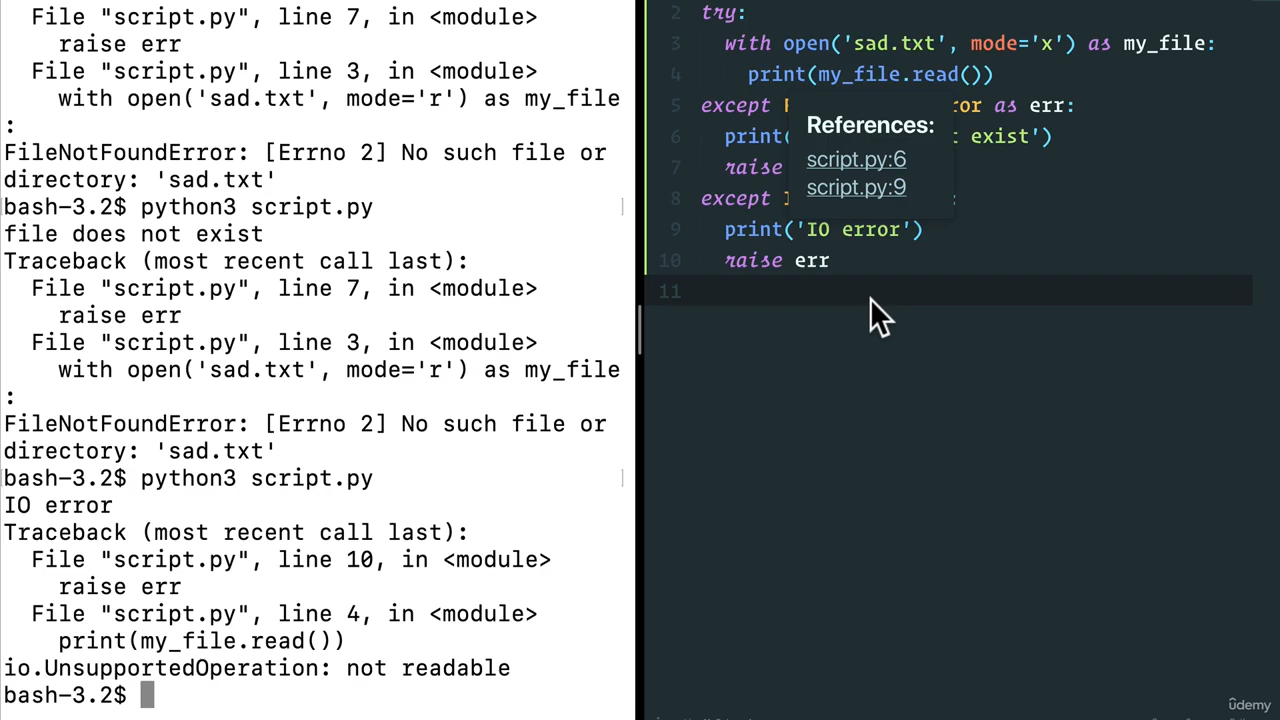 File "script.py", line 7, in <module>
raise err
File "script.py", line 3, in <module>
with open('sad.txt', mode='r') as my_file
:
FileNotFoundError: [Errno 2] No such file or
directory: 'sad.txt'
bash-3.2$ python3 script.py
file does not exist
Traceback (most recent call last):
File "script.py", line 7, in <module>
raise err
File "script.py", line 3, in <module>
with open('sad.txt', mode='r') as my_file
:
FileNotFoundError: [Errno 2] No such file or
directory: 'sad.txt'
bash-3.2$ python3 script.py
IO error
Traceback (most recent call last):
File "script.py", line 10, in <module>
raise err
File "script.py", line 4, in <module>
print(my_file.read())
io.UnsupportedOperation: not readable
bash-3.2$
2 try:
3 with open('sad.txt', mode='x') as my_file:
4 print(my_file.read())
5 except as err:
6 print( exist')
7 raise
8 except :
9 print('IO error')
10 raise err
11
References:
script.py:6
script.py:9
ûdemy